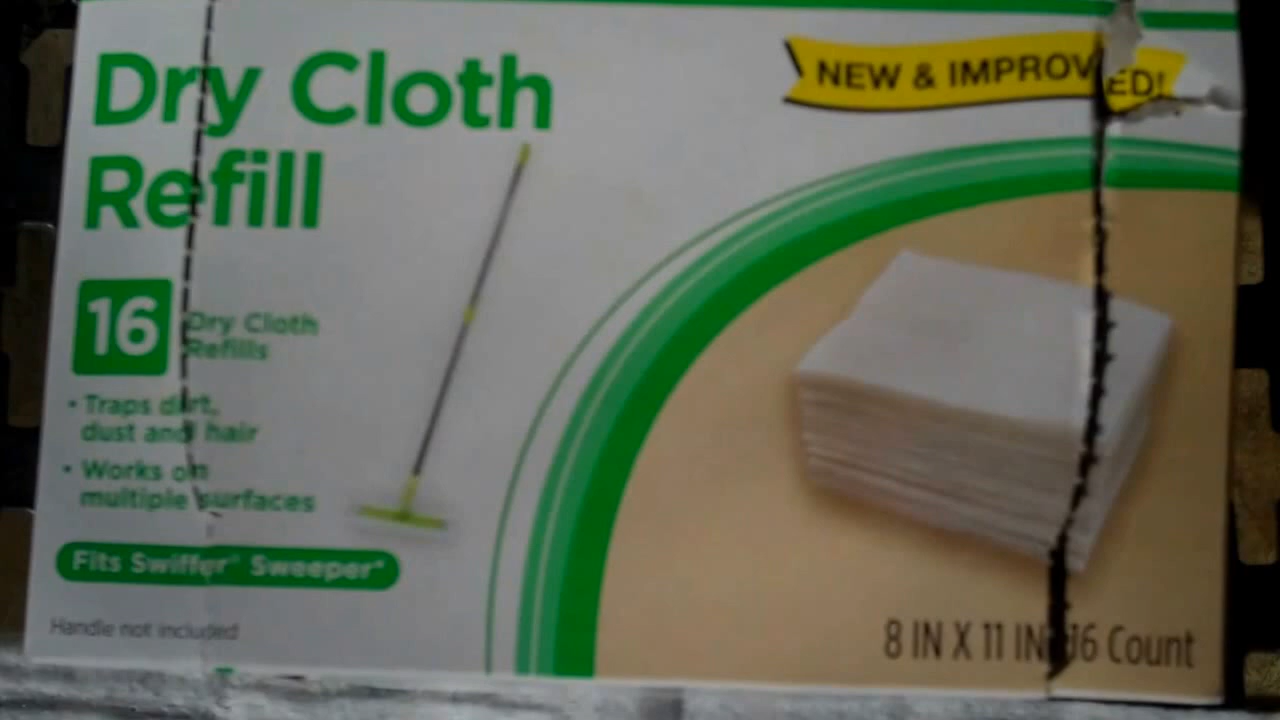 Dry Cloth
Refill
NEW & IMPROVED!
16
Dry Cloth
Refills
• Traps dirt,
dust and hair
• Works on
multiple surfaces
Fits Swiffer® Sweeper*
Handle not included
8 IN X 11 IN 16 Count